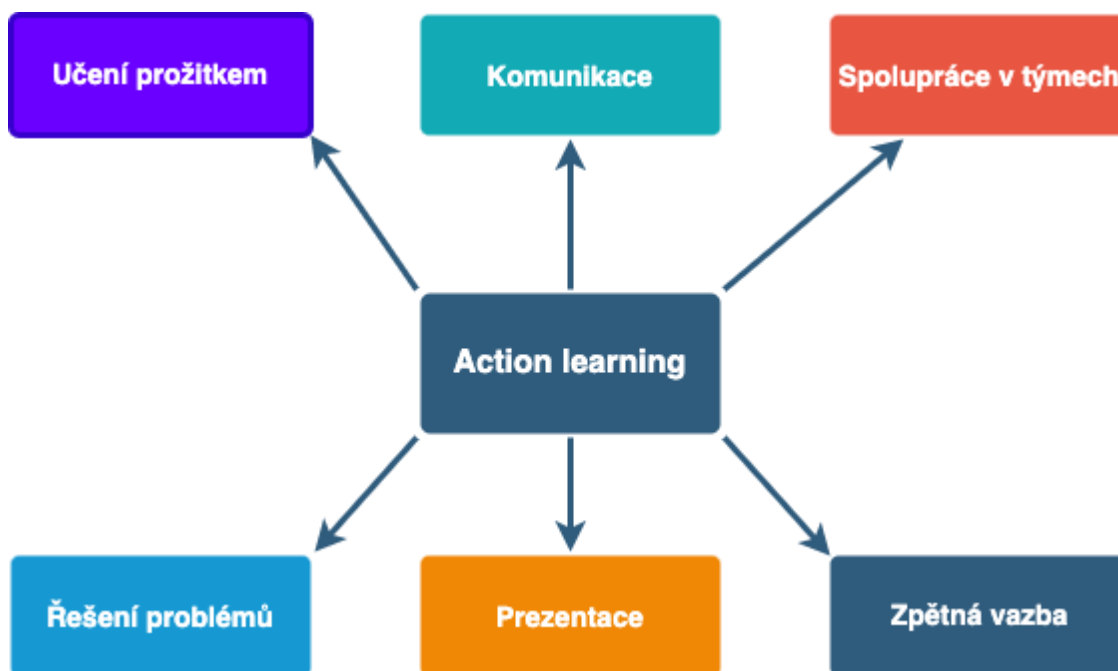 Učení prožitkem
Komunikace
Spolupráce v týmech
Action learning
Řešení problémů
Prezentace
Zpětná vazba